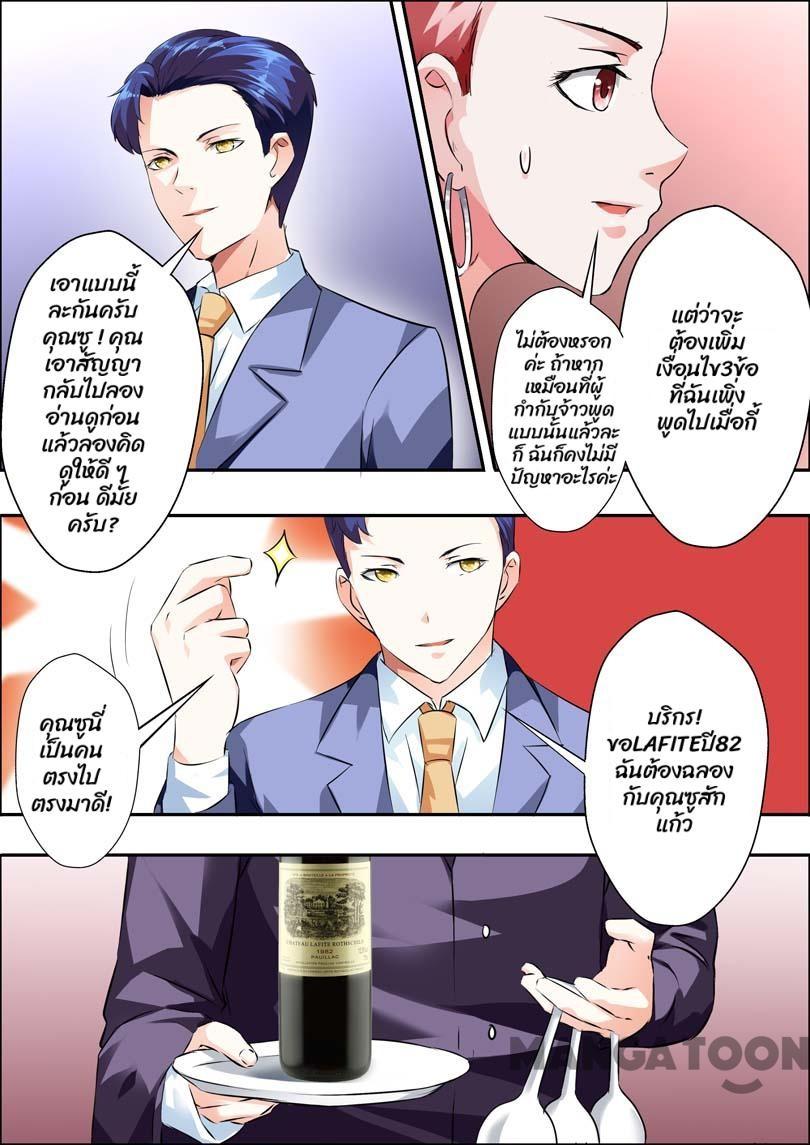 เอาแบบนี้
ละกันครับ
คุณซู ! คุณ
เอาสัญญา
กลับไปลอง
อ่านดูก่อน
แล้วลองคิด
ดูให้ดี ๆ
ก่อน ดีมั้ย
ครับ?
ไม่ต้องหรอก
ค่ะ ถ้าหาก
เหมือนที่ผู้
กำกับจ้าวพูด
แบบนั้นแล้วละ
ก็ ฉันก็คงไม่มี
ปัญหาอะไรค่ะ
แต่ว่าจะ
ต้องเพิ่ม
เงื่อนไข3ข้อ
ที่ฉันเพิ่ง
พูดไปเมื่อกี้
คุณซูนี่
เป็นคน
ตรงไป
ตรงมาดี!
บริกร!
ขอLAFITEปี82
ฉันต้องฉลอง
กับคุณซูสัก
แก้ว
CHATEAU LAFITE ROTHSCHILD
1982
PAUILLAC
MANGATOON